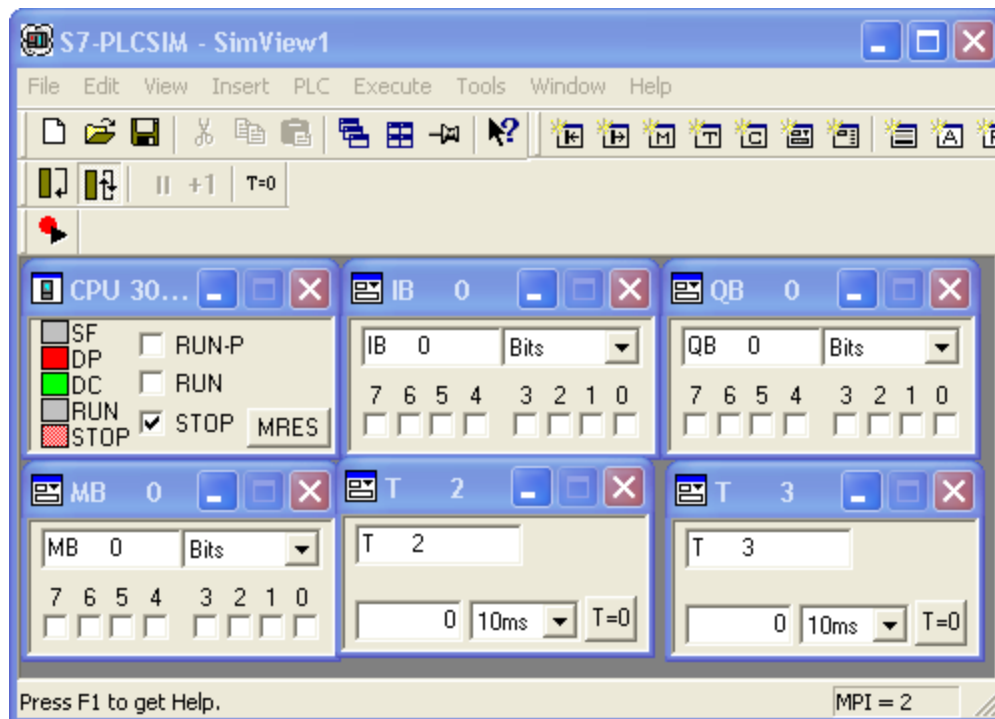 S7-PLCSIM - SimView1
File Edit View Insert PLC Execute Tools Window Help
+1 T=0
CPU 30...
SF
DP
DC
RUN
STOP
RUN-P
RUN
STOP
MRES
IB 0
IB 0 Bits
7 6 5 4 3 2 1 0
QB 0
QB 0 Bits
7 6 5 4 3 2 1 0
MB 0
MB 0 Bits
7 6 5 4 3 2 1 0
T 2
T 2
0 10ms T=0
T 3
T 3
0 10ms T=0
Press F1 to get Help.
MPI = 2